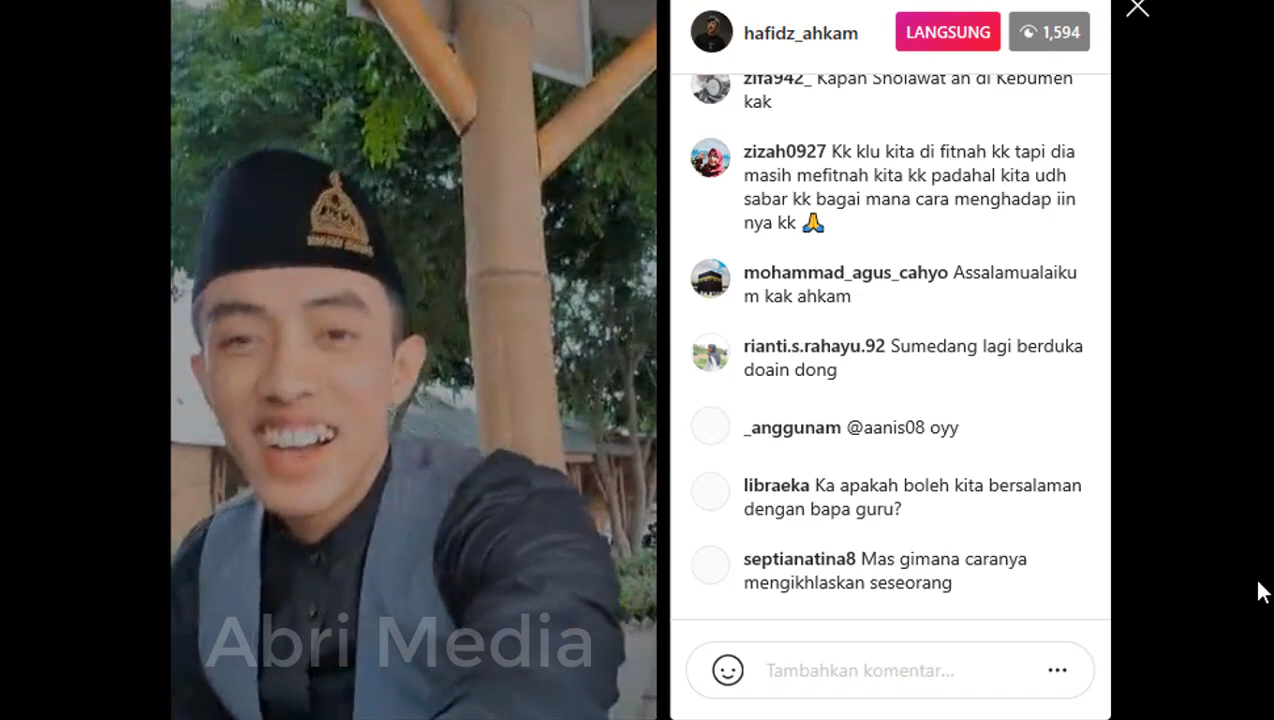 hafidz_ahkam
LANGSUNG
1,594
zifa942_ Kapan Sholawat an di Kebumen
kak
zizah0927 Kk klu kita di fitnah kk tapi dia
masih mefitnah kita kk padahal kita udh
sabar kk bagai mana cara menghadap iin
nya kk 🙏
mohammad_agus_cahyo Assalamualaiku
m kak ahkam
rianti.s.rahayu.92 Sumedang lagi berduka
doain dong
_anggunam @aanis08 oyy
libraeka Ka apakah boleh kita bersalaman
dengan bapa guru?
septianatina8 Mas gimana caranya
mengikhlaskan seseorang
Abri Media
Tambahkan komentar...